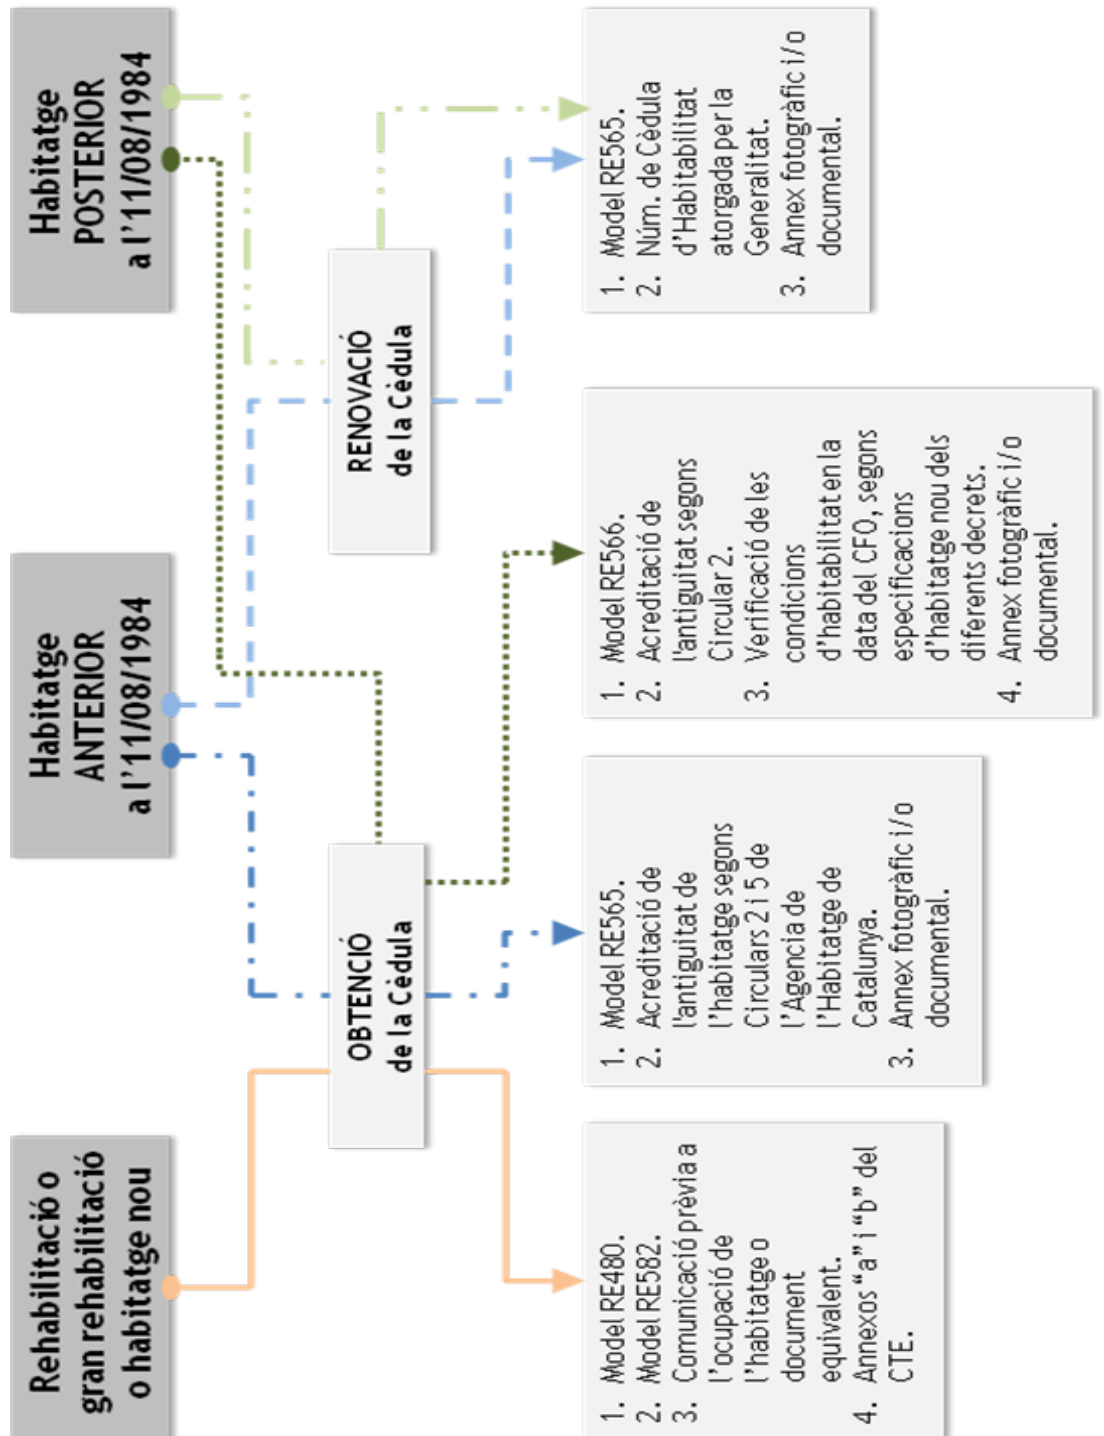 Rehabilitació o
gran rehabilitació
o habitatge nou
Habitatge
ANTERIOR
a l'11/08/1984
Habitatge
POSTERIOR
a l'11/08/1984
OBTENCIÓ
de la Cèdula
RENOVACIÓ
de la Cèdula
1. Model RE480.
2. Model RE582.
3. Comunicació prèvia a
l'ocupació de
l'habitatge o
document
equivalent.
4. Annexos “a” i “b” del
CTE.
1. Model RE565.
2. Acreditació de
l'antiguitat de
l'habitatge segons
Circulars 2 i 5 de
l'Agencia de
l'Habitatge de
Catalunya.
3. Annex fotogràfic i/o
documental.
1. Model RE566.
2. Acreditació de
l'antiguitat segons
Circular 2.
3. Verificació de les
condicions
d'habitabilitat en la
data del CFO, segons
especificacions
d'habitatge nou dels
diferents decrets.
4. Annex fotogràfic i/o
documental.
1. Model RE565.
2. Núm. de Cèdula
d'Habitabilitat
atorgada per la
Generalitat.
3. Annex fotogràfic i/o
documental.